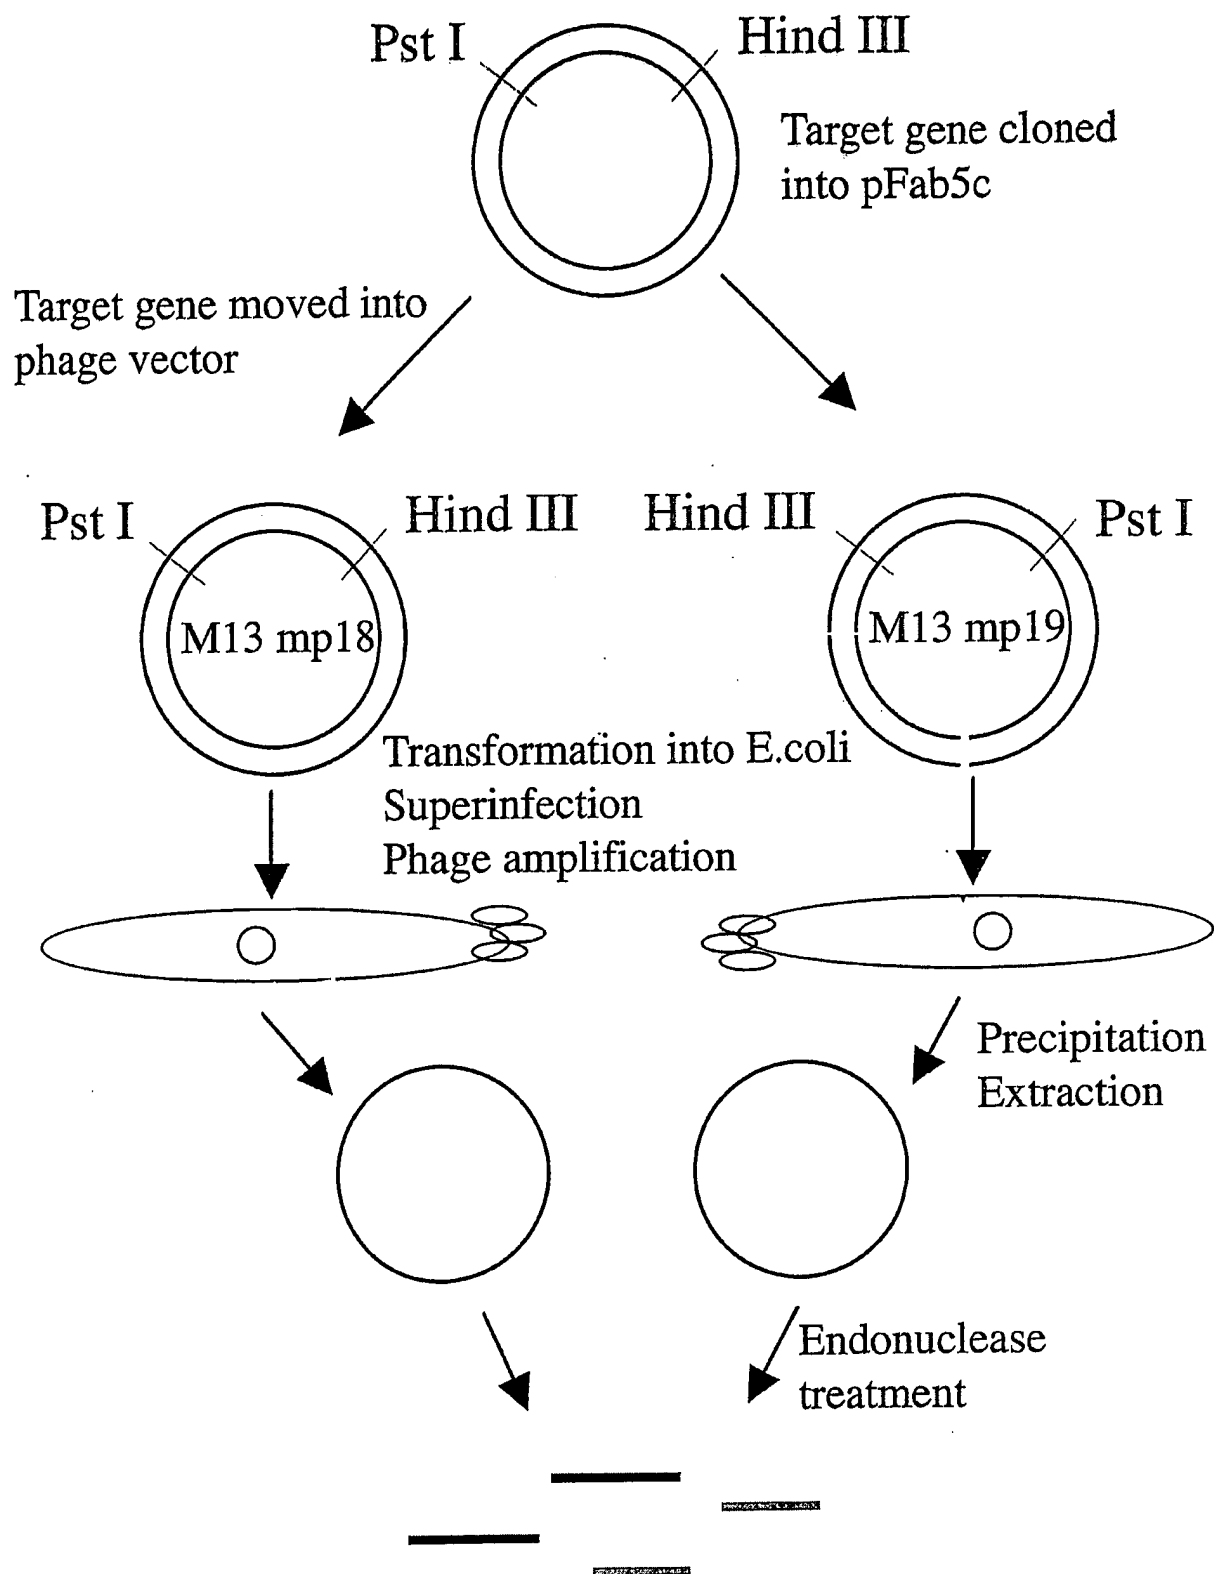 Pst I
Hind III
Target gene cloned
into pFab5c
Target gene moved into
phage vector
Pst I
Hind III
Hind III
Pst I
M13 mp18
M13 mp19
Transformation into E.coli
Superinfection
Phage amplification
Precipitation
Extraction
Endonuclease
treatment